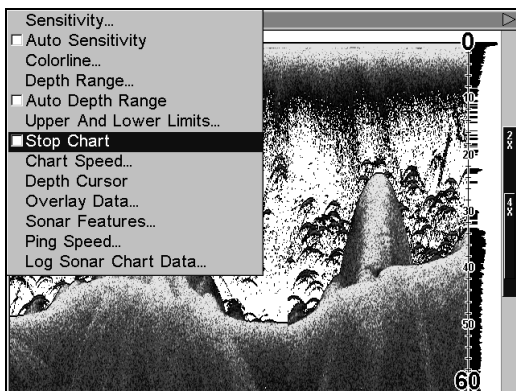 Sensitivity...
Auto Sensitivity
Colorline...
Depth Range...
Auto Depth Range
Upper And Lower Limits...
Stop Chart
Chart Speed...
Depth Cursor
Overlay Data...
Sonar Features...
Ping Speed...
Log Sonar Chart Data...
0
10
20
30
40
50
60
2X
4X